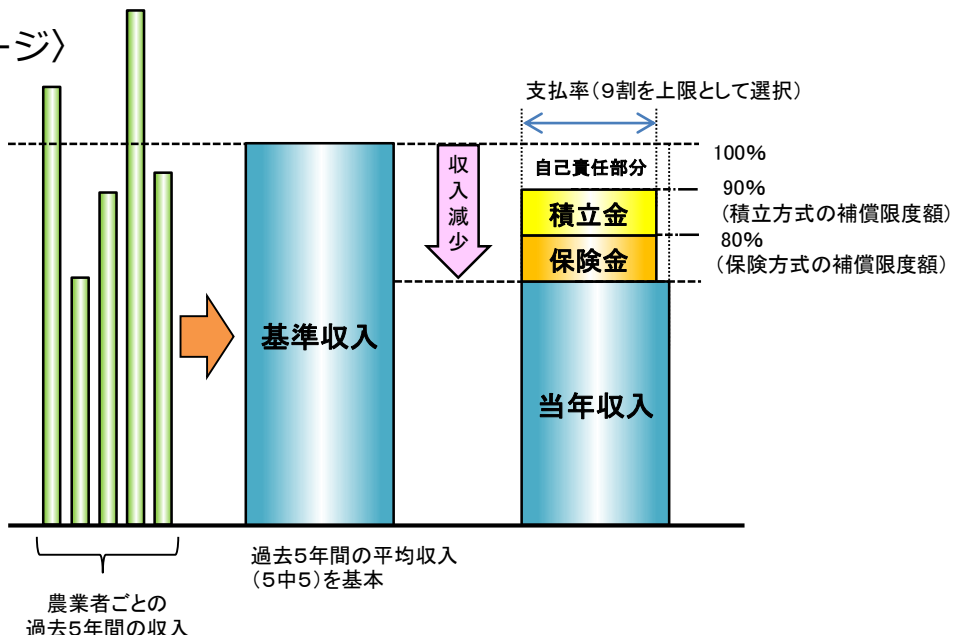 ージ〉
支払率(9割を上限として選択)
100%
自己責任部分
90%
(積立方式の補償限度額)
積立金
80%
(保険方式の補償限度額)
保険金
収入減少
基準収入
当年収入
過去5年間の平均収入
(5中5)を基本
農業者ごとの
過去5年間の収入